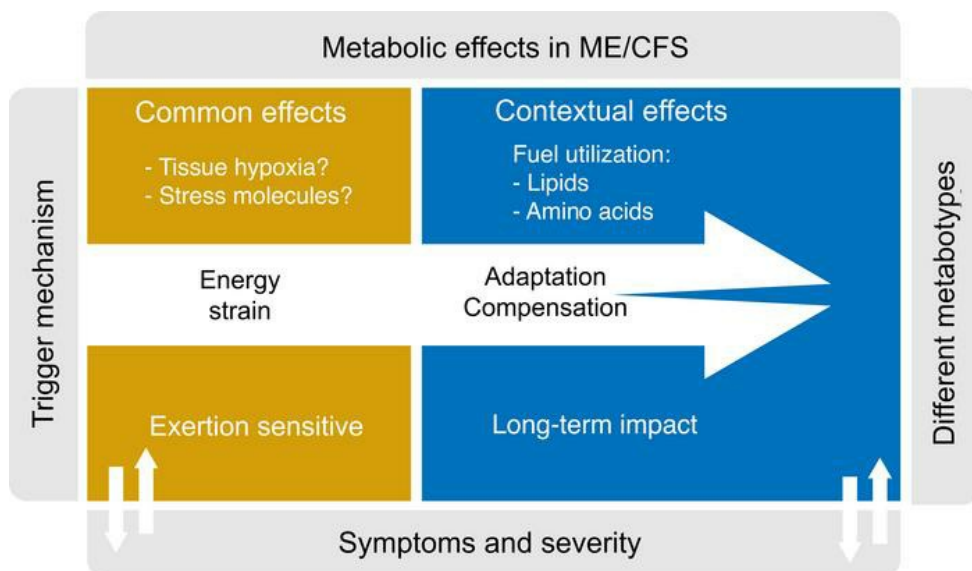 Metabolic effects in ME/CFS
Trigger mechanism
Common effects
- Tissue hypoxia?
- Stress molecules?
Energy
strain
Exertion sensitive
Contextual effects
Fuel utilization:
- Lipids
- Amino acids
Adaptation
Compensation
Long-term impact
Different metabotypes
Symptoms and severity